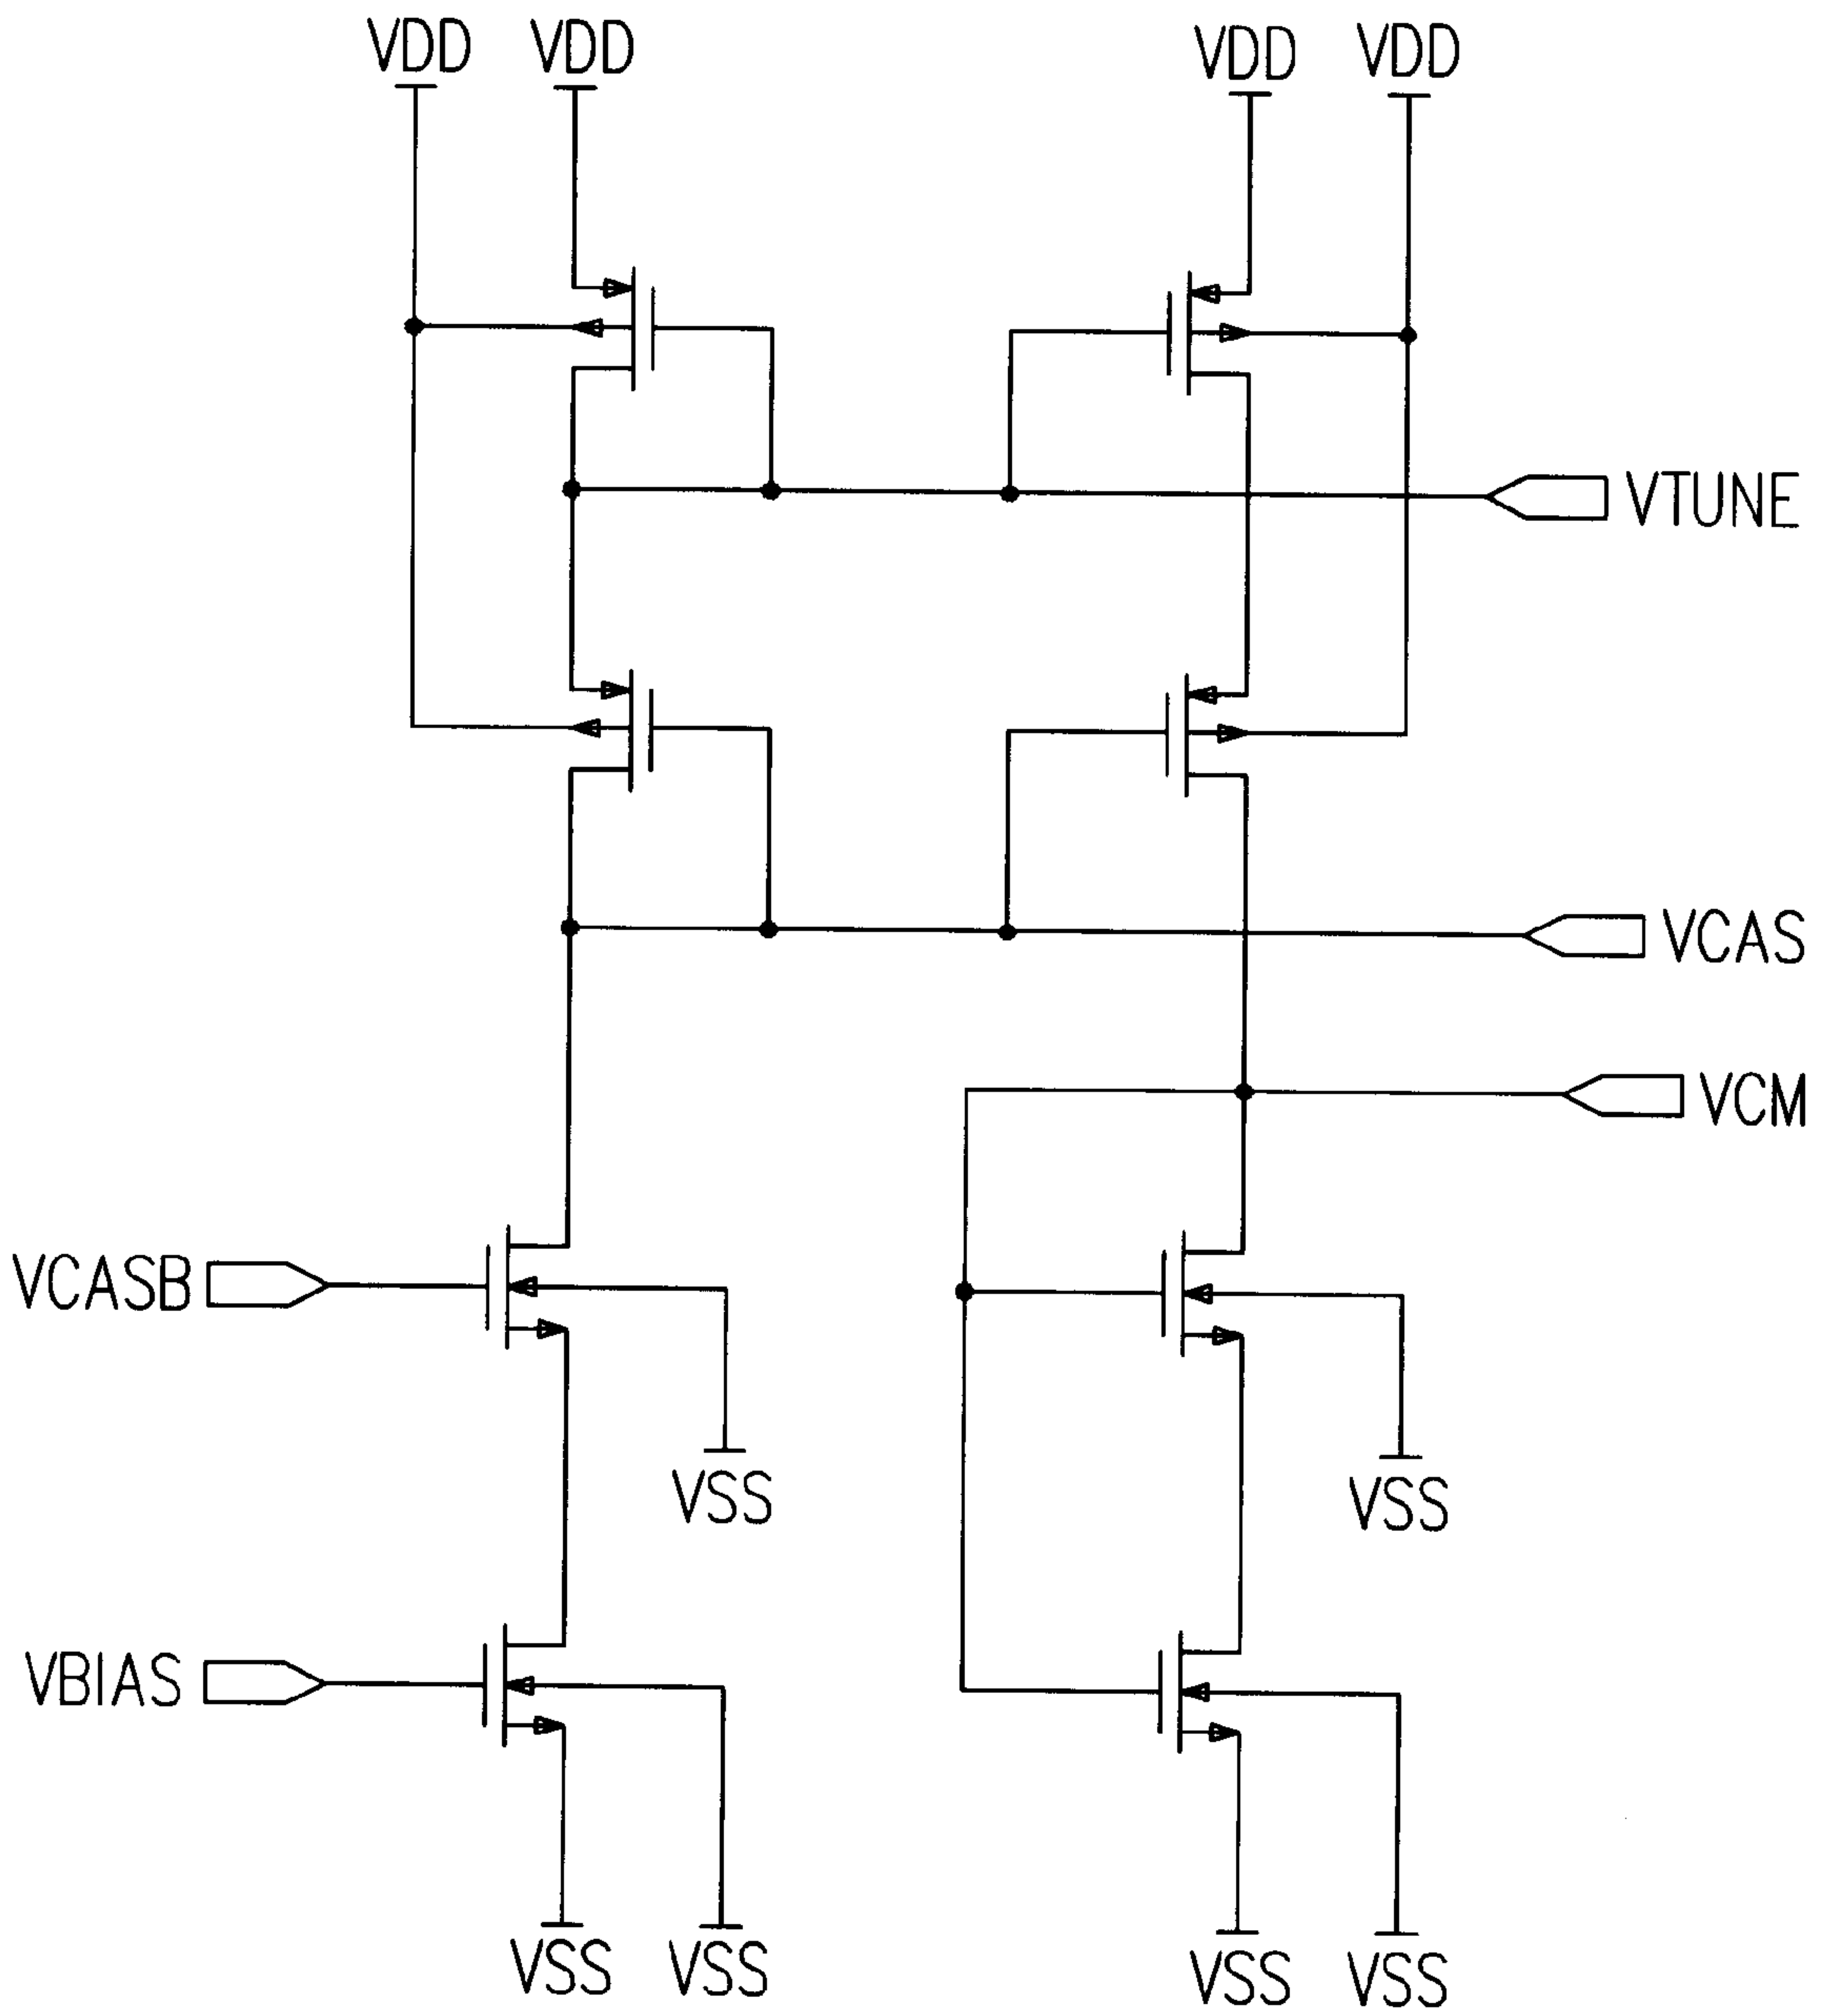 VDD VDD VDD VDD
VTUNE
VCAS
VCM
VCASB
VSS
VSS
VBIAS
VSS VSS VSS VSS